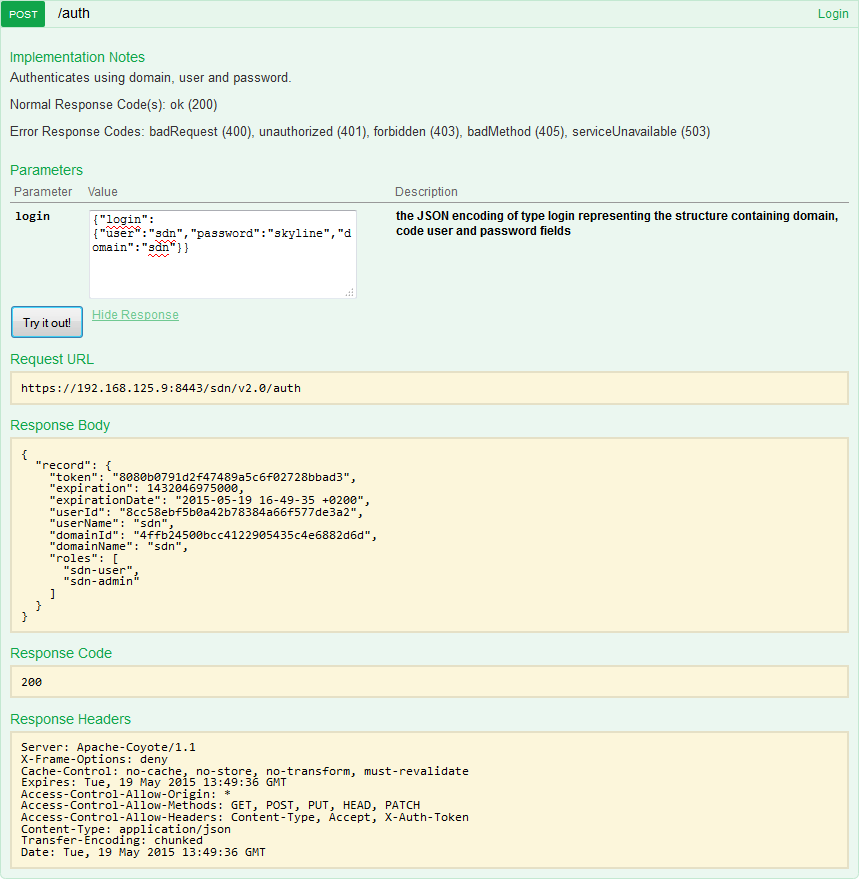 POST /auth Login
Implementation Notes
Authenticates using domain, user and password.
Normal Response Code(s): ok (200)
Error Response Codes: badRequest (400), unauthorized (401), forbidden (403), badMethod (405), serviceUnavailable (503)
Parameters
Parameter Value Description
login
{"login":
{"user":"sdn","password":"skyline","d
omain":"sdn"}}
the JSON encoding of type login representing the structure containing domain,
code user and password fields
Try it out! Hide Response
Request URL
https://192.168.125.9:8443/sdn/v2.0/auth
Response Body
{
  "record": {
    "token": "8080b0791d2f47489a5c6f02728bbad3",
    "expiration": 1432046975000,
    "expirationDate": "2015-05-19 16-49-35 +0200",
    "userId": "8cc58ebf5b0a42b78384a66f577de3a2",
    "userName": "sdn",
    "domainId": "4ffb24500bcc4122905435c4e6882d6d",
    "domainName": "sdn",
    "roles": [
      "sdn-user",
      "sdn-admin"
    ]
  }
}
Response Code
200
Response Headers
Server: Apache-Coyote/1.1
X-Frame-Options: deny
Cache-Control: no-cache, no-store, no-transform, must-revalidate
Expires: Tue, 19 May 2015 13:49:36 GMT
Access-Control-Allow-Origin: *
Access-Control-Allow-Methods: GET, POST, PUT, HEAD, PATCH
Access-Control-Allow-Headers: Content-Type, Accept, X-Auth-Token
Content-Type: application/json
Transfer-Encoding: chunked
Date: Tue, 19 May 2015 13:49:36 GMT